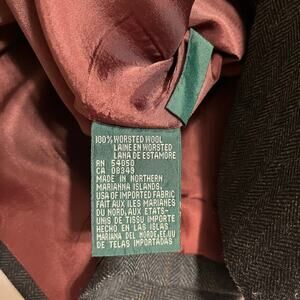 100% WORSTED WOOL
LAINE EN WORSTED
LANA DE ESTAMORE
RN 54050
CA 08349
MADE IN NORTHERN
MARIANNA ISLANDS,
USA OF IMPORTED FABRIC
FAIT AUX ILES MARIANES
DU NORD, AUX ETATS-
UNIS DE TISSU IMPORTE
HECHO EN LAS ISLAS
MARIANA DEL NORDE, EE.UU
DE TELAS IMPORTADAS